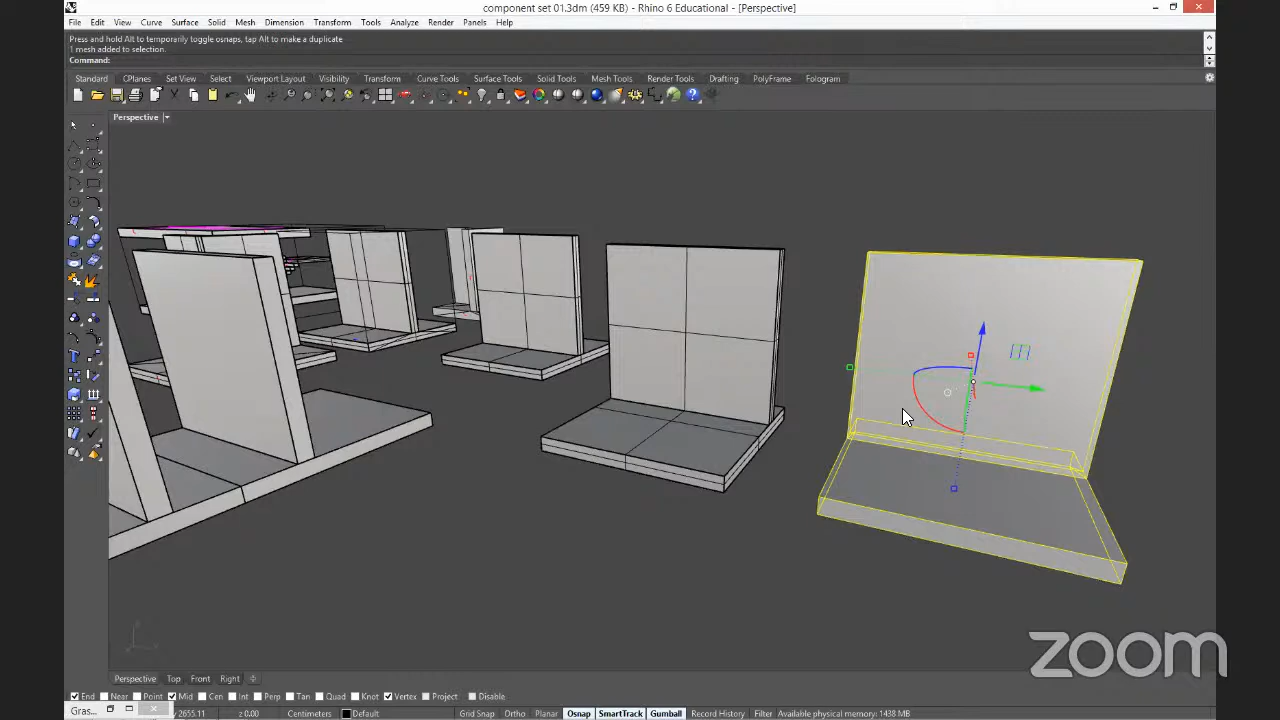 component set 01.3dm (459 KB) - Rhino 6 Educational - [Perspective]
File Edit View Curve Surface Solid Mesh Dimension Transform Tools Analyze Render Panels Help
Press and hold Alt to temporarily toggle osnaps, tap Alt to make a duplicate
1 mesh added to selection.
Command:
Standard CPlanes Set View Select Viewport Layout Visibility Transform Curve Tools Surface Tools Solid Tools Mesh Tools Render Tools Drafting PolyFrame Fologram
Perspective
zoom
Perspective Top Front Right
End Near Point Mid Cen Int Perp Tan Quad Knot Vertex Project Disable
Gras... 2655.11 z 0.00 Centimeters Default Grid Snap Ortho Planar Osnap SmartTrack Gumball Record History Filter Available physical memory: 1438 MB